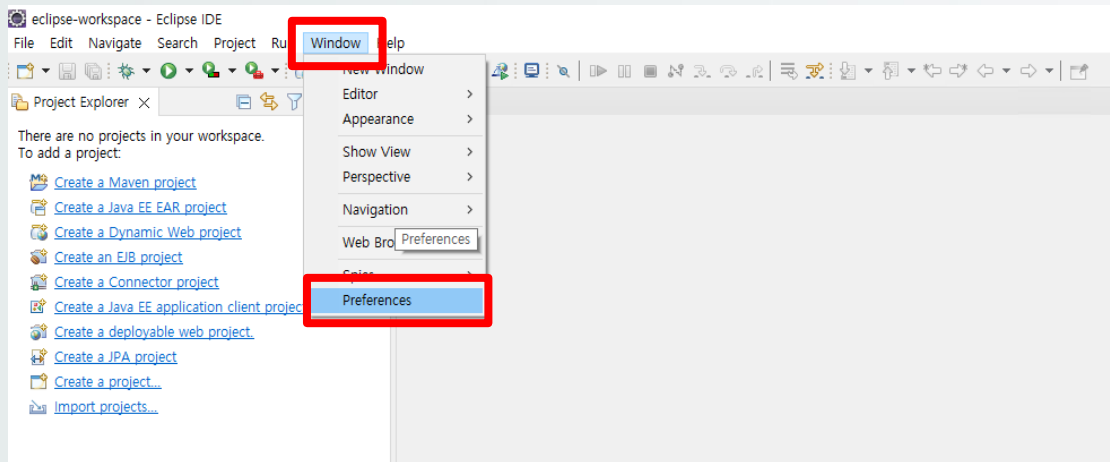 eclipse-workspace - Eclipse IDE
File Edit Navigate Search Project Window Help
Project Explorer
New Window
Editor
Appearance
Show View
Perspective
Navigation
Preferences
Preferences
There are no projects in your workspace.
To add a project:
Create a Maven project
Create a Java EE EAR project
Create a Dynamic Web project
Create an EJB project
Create a Connector project
Create a Java EE application client project
Create a deployable web project.
Create a JPA project
Create a project...
Import projects...